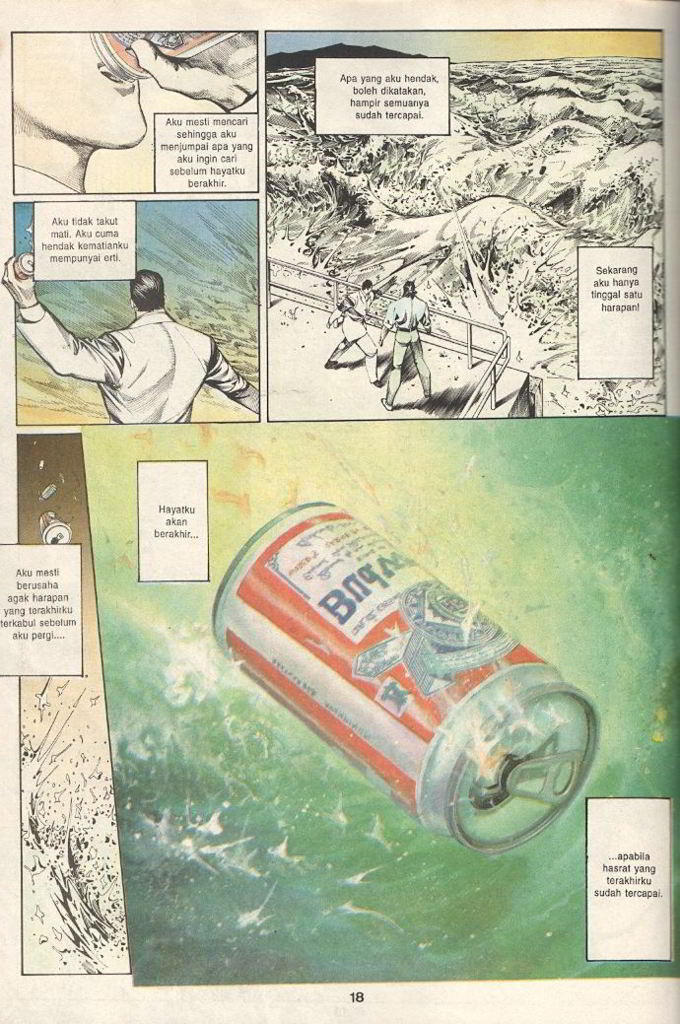 Aku mesti mencari
sehingga aku
menjumpai apa yang
aku ingin cari
sebelum hayatku
berakhir.
Apa yang aku hendak,
boleh dikatakan,
hampir semuanya
sudah tercapai.
Aku tidak takut
mati. Aku cuma
hendak kematianku
mempunyai erti.
Sekarang
aku hanya
tinggal satu
harapan!
Hayatku
akan
berakhir...
Aku mesti
berusaha
agak harapan
yang terakhirku
terkabul sebelum
aku pergi....
...apabila
hasrat yang
terakhirku
sudah tercapai.
18